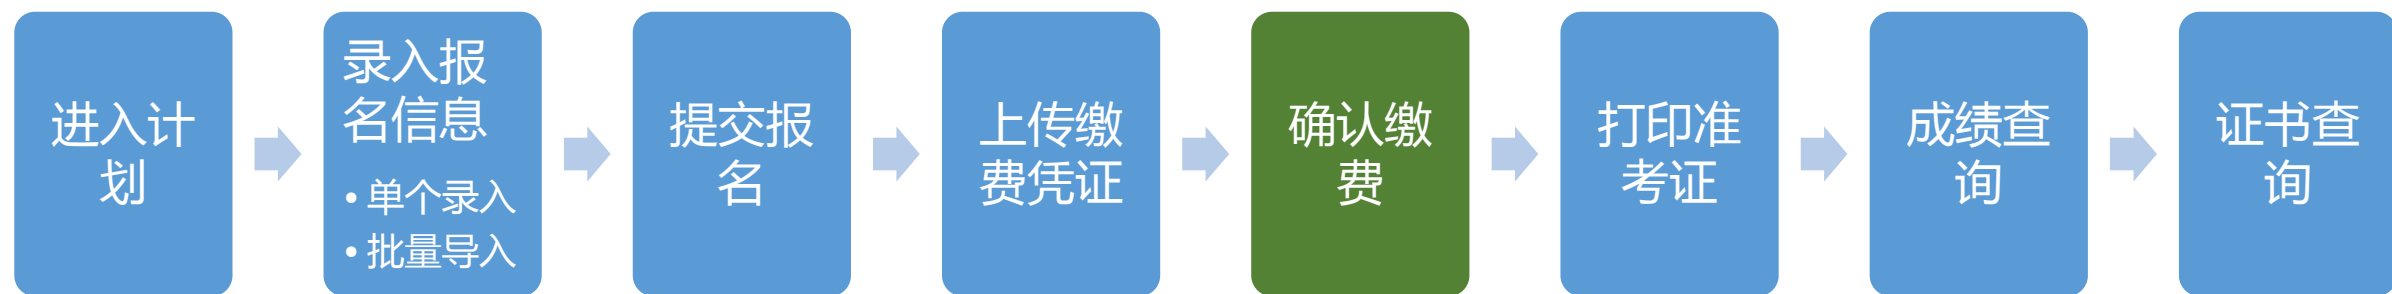 进入计
划
录入报
名信息
• 单个录入
• 批量导入
提交报
名
上传缴
费凭证
确认缴
费
打印准
考证
成绩查
询
证书查
询